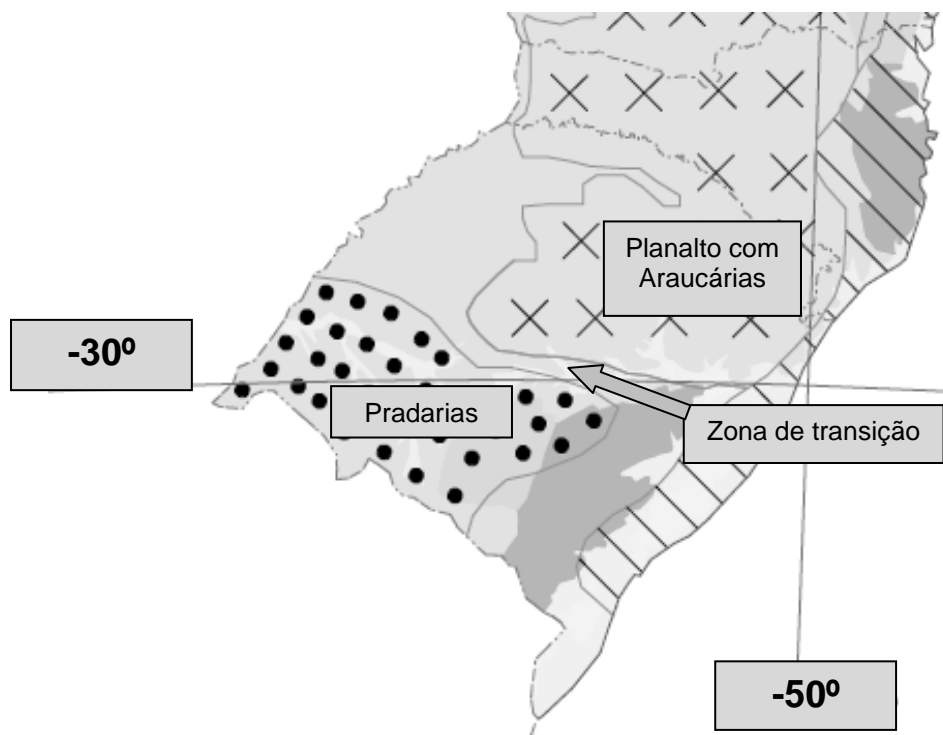 Planalto com
Araucárias
-30º
Pradarias
Zona de transição
-50º